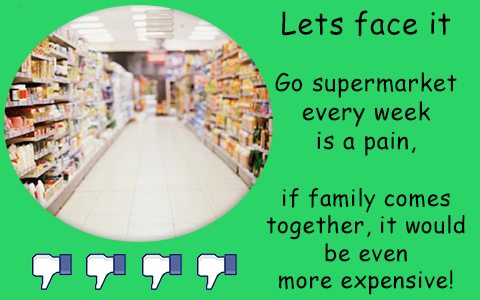 Lets face it
Go supermarket
every week
is a pain,
if family comes
together, it would
be even
more expensive!